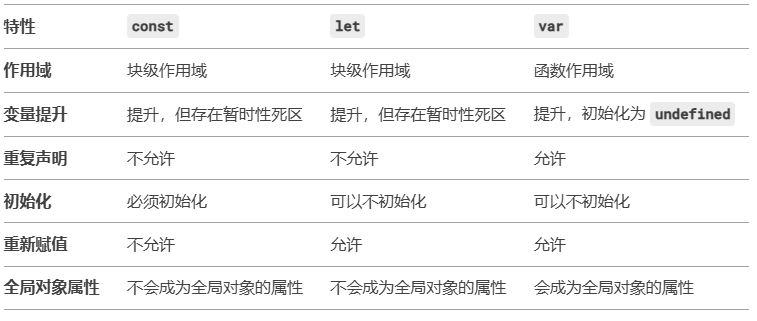 特性 const let var
作用域 块级作用域 块级作用域 函数作用域
变量提升 提升，但存在暂时性死区 提升，但存在暂时性死区 提升，初始化为 undefined
重复声明 不允许 不允许 允许
初始化 必须初始化 可以不初始化 可以不初始化
重新赋值 不允许 允许 允许
全局对象属性 不会成为全局对象的属性 不会成为全局对象的属性 会成为全局对象的属性